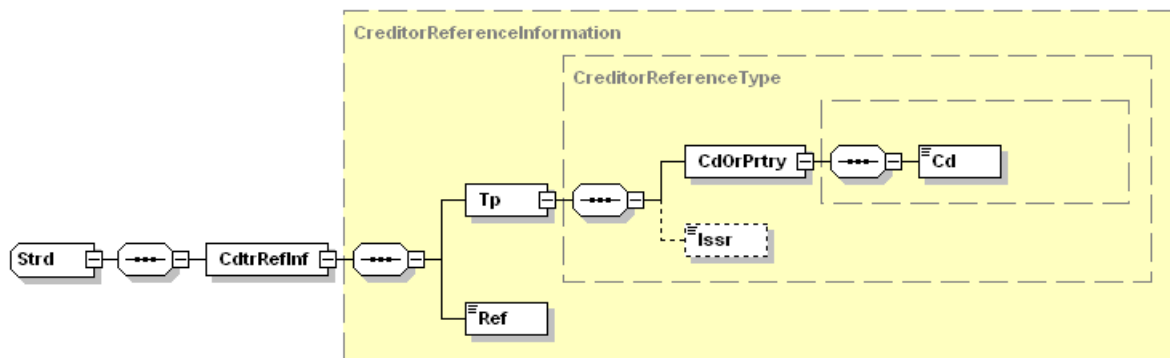 CreditorReferenceInformation
CreditorReferenceType
CdOrPrtry
Cd
Tp
Issr
Strd
CdtrRefInf
Ref